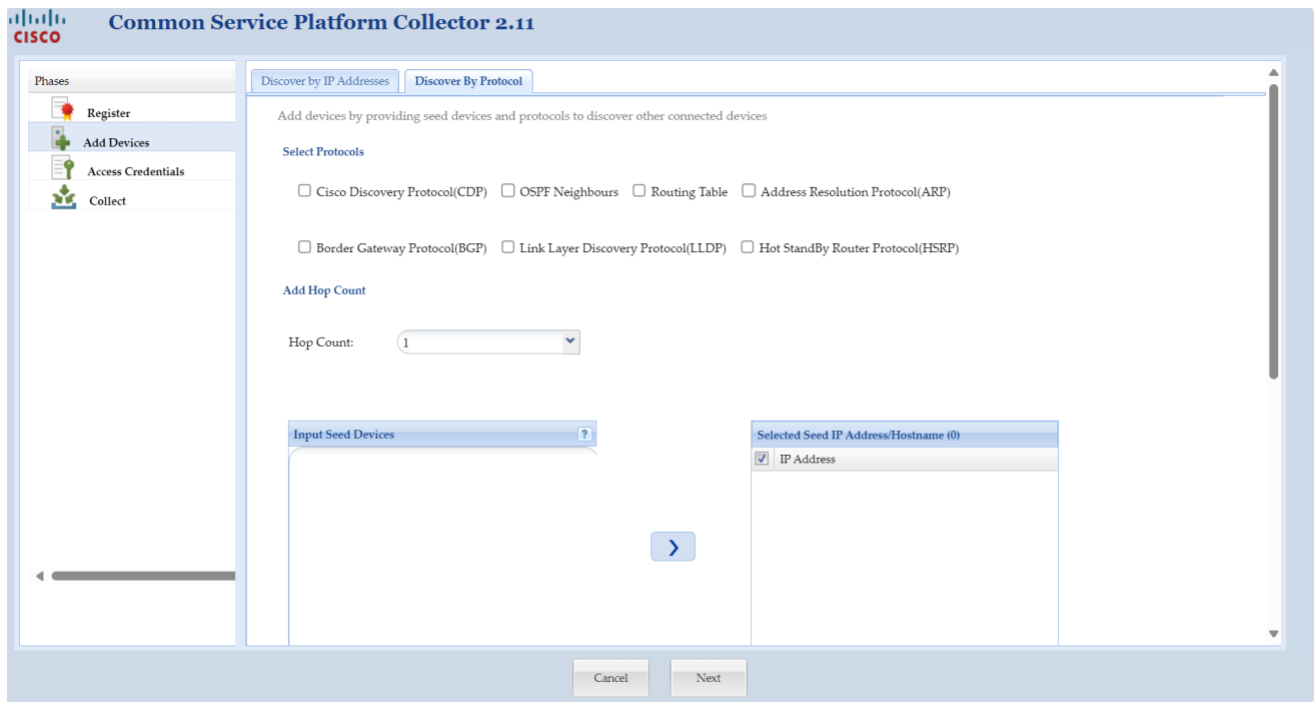 CISCO
Common Service Platform Collector 2.11
Phases
Register
Add Devices
Access Credentials
Collect
Discover by IP Addresses Discover By Protocol
Add devices by providing seed devices and protocols to discover other connected devices
Select Protocols
Cisco Discovery Protocol(CDP) OSPF Neighbours Routing Table Address Resolution Protocol(ARP)
Border Gateway Protocol(BGP) Link Layer Discovery Protocol(LLDP) Hot StandBy Router Protocol(HSRP)
Add Hop Count
Hop Count: 1
Input Seed Devices ?
Selected Seed IP Address/Hostname (0)
IP Address
Cancel Next